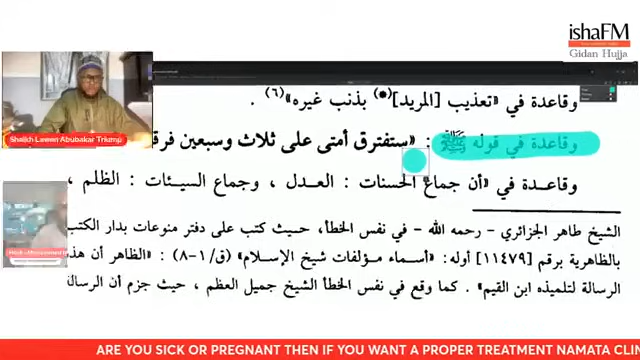 ishaFM
Gidan Hujja
وقاعدة في «تعذيب [المريد](●) بذنب غيره»(٦) .
وقاعدة في قوله ﷺ : «ستفترق أمتى على ثلاث وسبعين فرق
Shaikh Lawan Abubakar Triump
وقاعدة في «أن جماع الحسنات : العدل ، وجماع السيئات : الظلم ،
الشيخ طاهر الجزائري - رحمه الله - في نفس الخطأ، حيث كتب على دفتر منوعات بدار الكتب
بالظاهرية برقم [١١٤٧٩] أوله: «أسماء مؤلفات شيخ الإسلام» (ق/١-٨) : «الظاهر أن هذ
الرسالة لتلميذه ابن القيم» . كما وقع في نفس الخطأ الشيخ جميل العظم ، حيث جزم أن الرسالة
ARE YOU SICK OR PREGNANT THEN IF YOU WANT A PROPER TREATMENT NAMATA CLIN